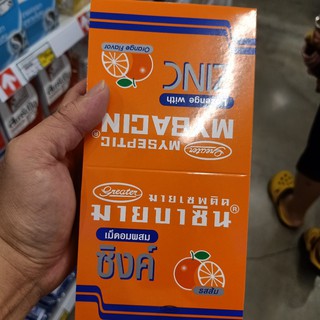 Orange Flavor
ZINC
Lozenge with
MYBACIN®
MYSEPTIC
Greater
Greater
มายเซพติค
มายบาซิน®
เม็ดอมผสม
ซิงค์
รสส้ม